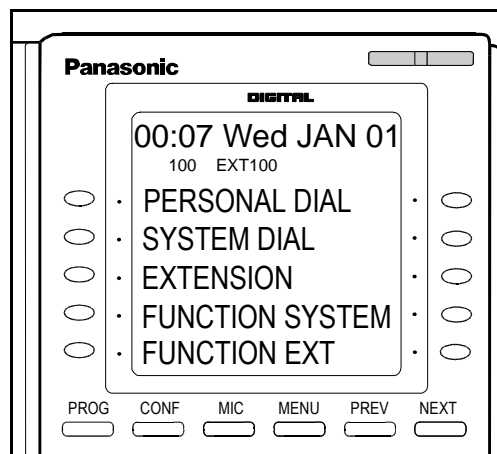 Panasonic
DIGITAL
00:07 Wed JAN 01
100 EXT100
PERSONAL DIAL
SYSTEM DIAL
EXTENSION
FUNCTION SYSTEM
FUNCTION EXT
PROG CONF MIC MENU PREV NEXT